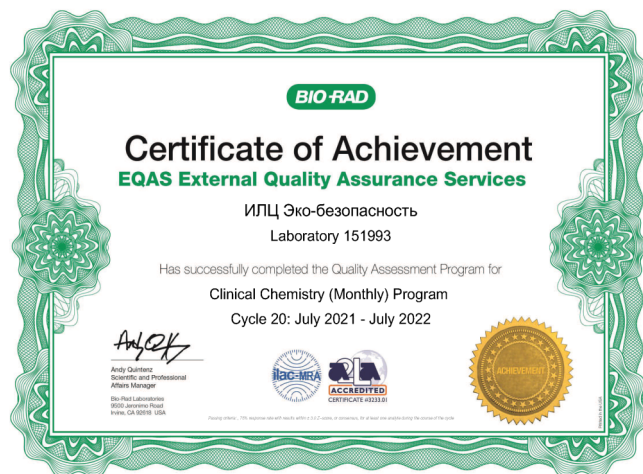 BIO-RAD
Certificate of Achievement
EQAS External Quality Assurance Services
ИЛЦ Эко-безопасность
Laboratory 151993
Has successfully completed the Quality Assessment Program for
Clinical Chemistry (Monthly) Program
Cycle 20: July 2021 - July 2022
Andy Quintenz
Scientific and Professional
Affairs Manager
Bio-Rad Laboratories
9500 Jeronimo Road
Irvine, CA 92618 USA
ilac-MRA
A2LA
ACCREDITED
CERTIFICATE #3233.01
ACHIEVEMENT